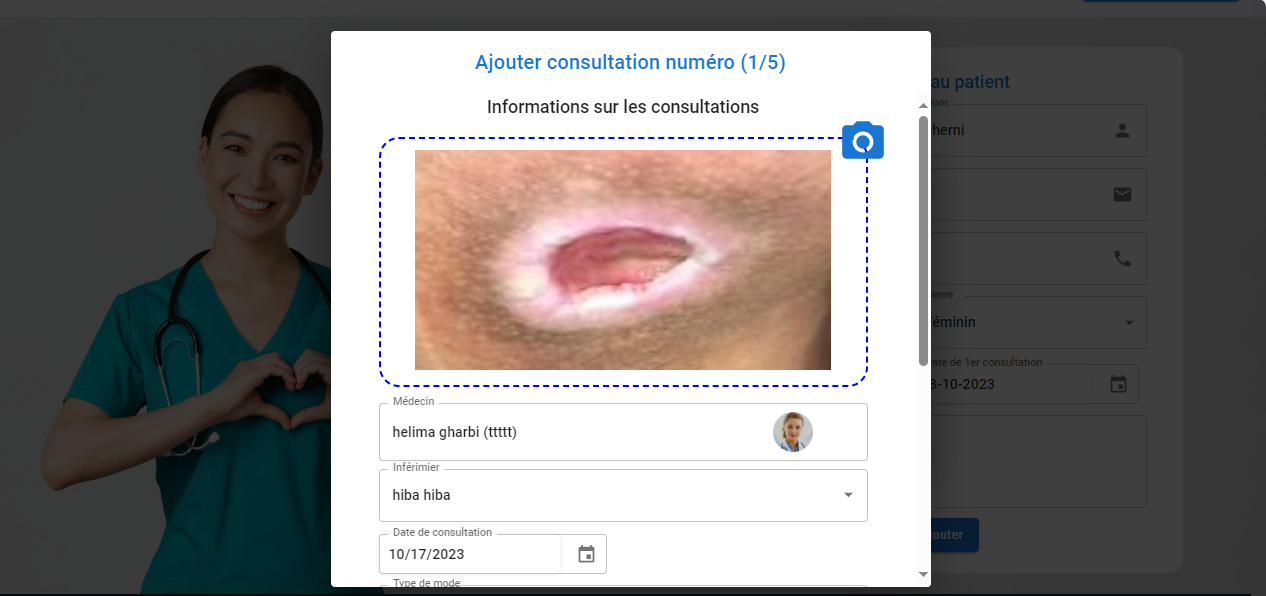 Ajouter consultation numéro (1/5)
Informations sur les consultations
Médecin
helima gharbi (ttttt)
Inférimier
hiba hiba
Date de consultation
10/17/2023
Type de mode
au patient
om
herni
enre
éminin
ate de 1er consultation
8-10-2023
outer